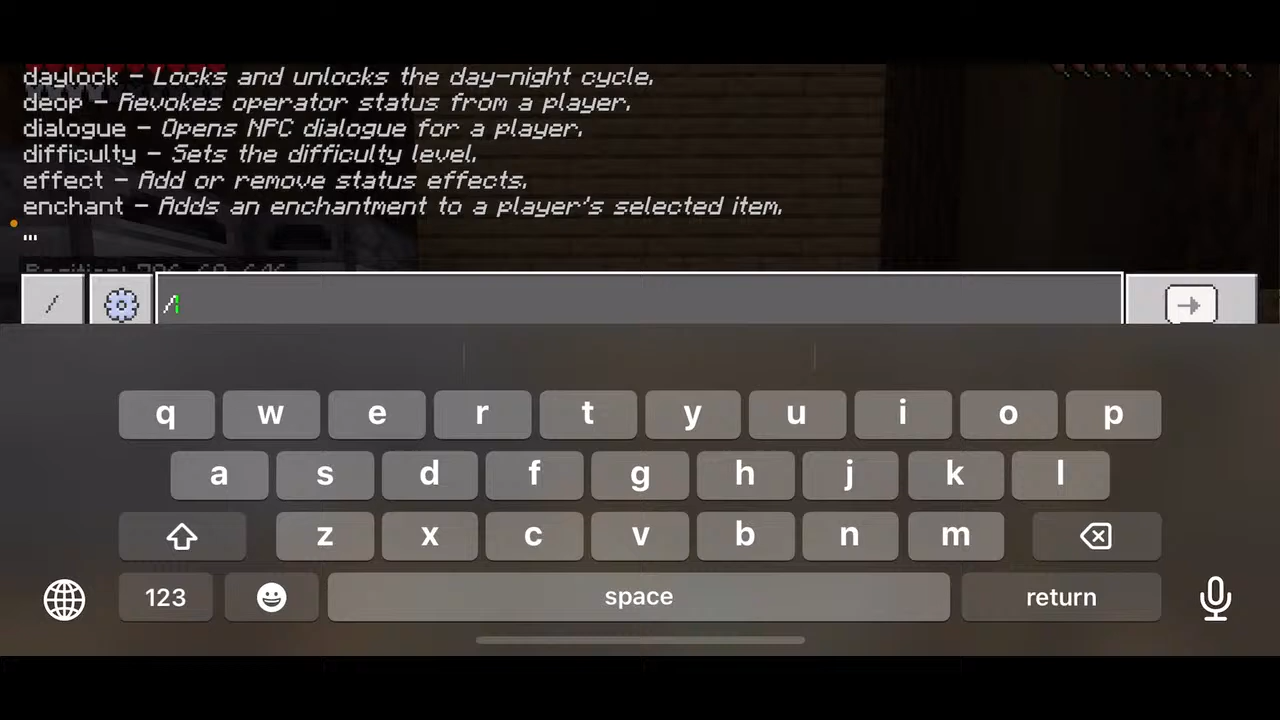 daylock – Locks and unlocks the day-night cycle.
deop – Revokes operator status from a player.
dialogue – Opens NPC dialogue for a player.
difficulty – Sets the difficulty level.
effect – Add or remove status effects.
enchant – Adds an enchantment to a player's selected item.
...
/ /
q w e r t y u i o p
a s d f g h j k l
z x c v b n m
123 space return